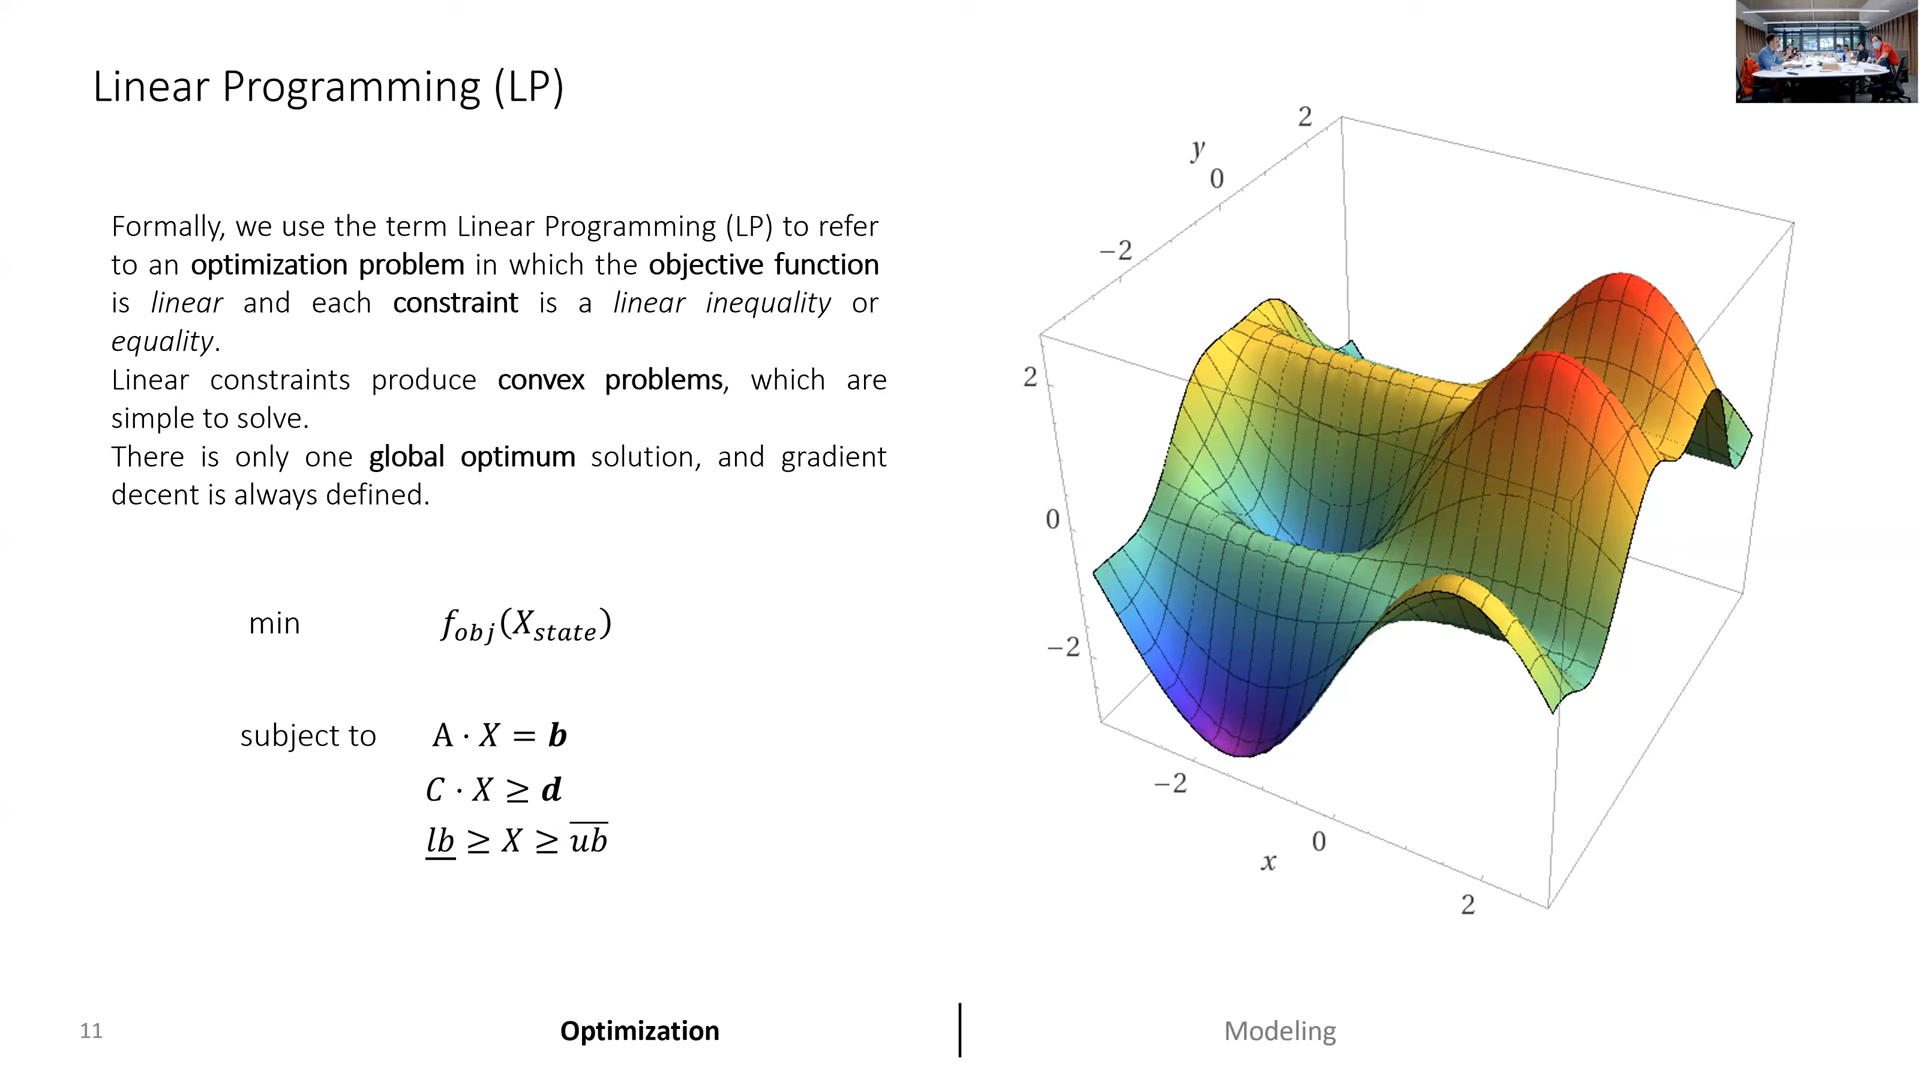 Linear Programming (LP)
Formally, we use the term Linear Programming (LP) to refer
to an optimization problem in which the objective function
is linear and each constraint is a linear inequality or
equality.
Linear constraints produce convex problems, which are
simple to solve.
There is only one global optimum solution, and gradient
decent is always defined.
min f_obj(X_state)
subject to A · X = b
C · X ≥ d
lb ≥ X ≥ ub
2
y
0
−2
2
0
−2
−2
0
x
2
11
Optimization
Modeling